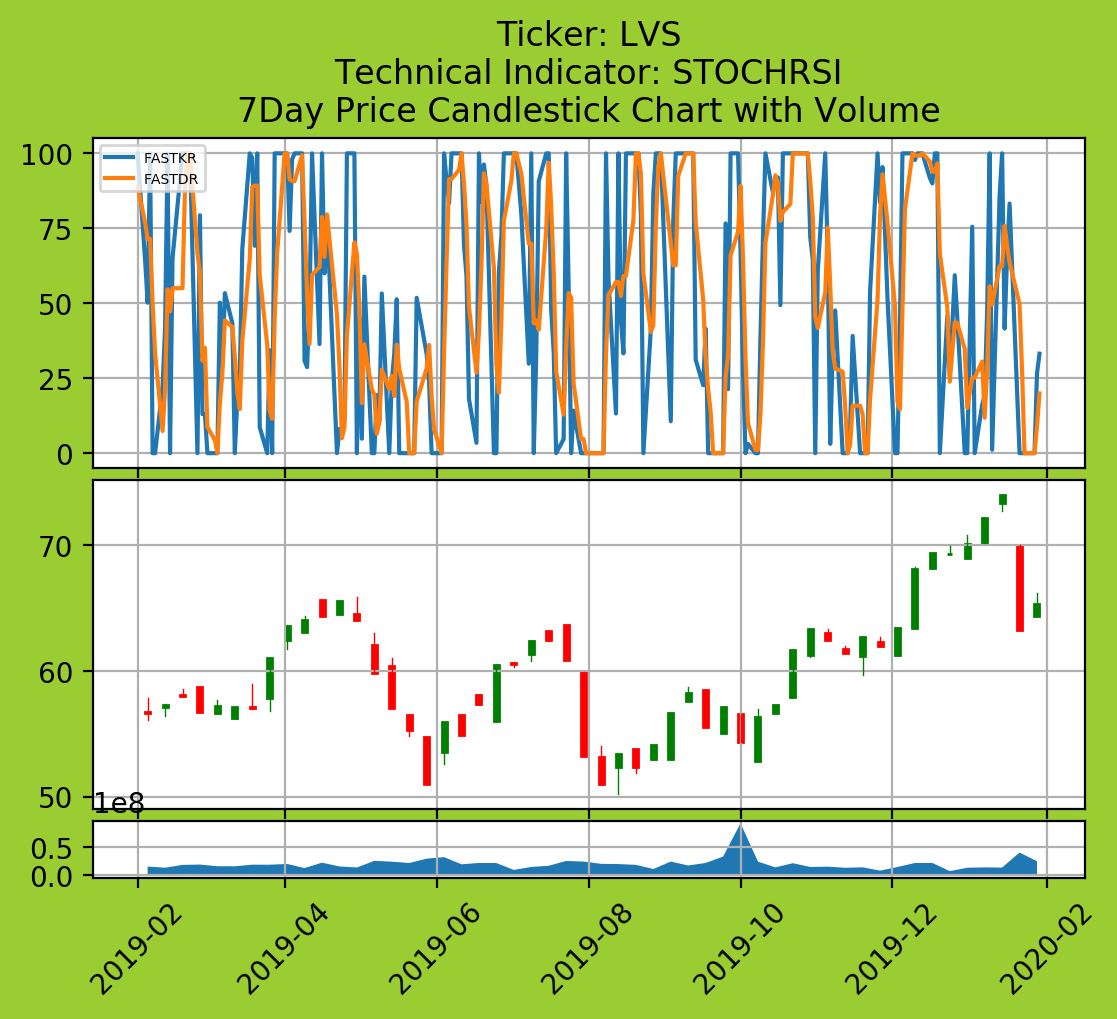 Ticker: LVS
Technical Indicator: STOCHRSI
7Day Price Candlestick Chart with Volume
100
75
50
25
0
FASTKR
FASTDR
70
60
50
1e8
0.5
0.0
2019-02
2019-04
2019-06
2019-08
2019-10
2019-12
2020-02